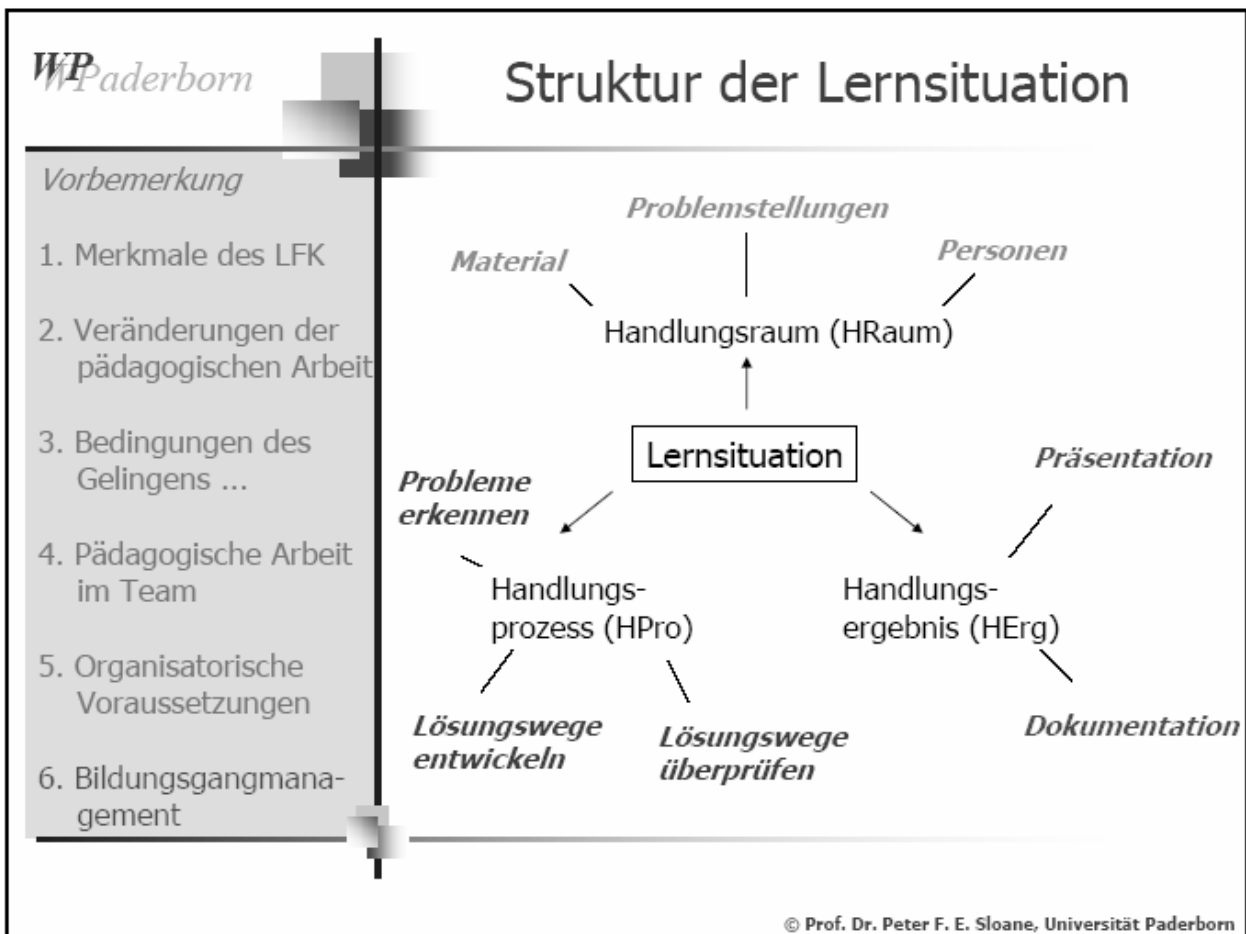 WPaderborn
Struktur der Lernsituation
Vorbemerkung
1. Merkmale des LFK
2. Veränderungen der
pädagogischen Arbeit
3. Bedingungen des
Gelingens ...
4. Pädagogische Arbeit
im Team
5. Organisatorische
Voraussetzungen
6. Bildungsgangmana-
gement
Problemstellungen
Material
Personen
Handlungsraum (HRaum)
Lernsituation
Probleme
erkennen
Handlungs-
prozess (HPro)
Lösungswege
entwickeln
Lösungswege
überprüfen
Präsentation
Handlungs-
ergebnis (HErg)
Dokumentation
© Prof. Dr. Peter F. E. Sloane, Universität Paderborn